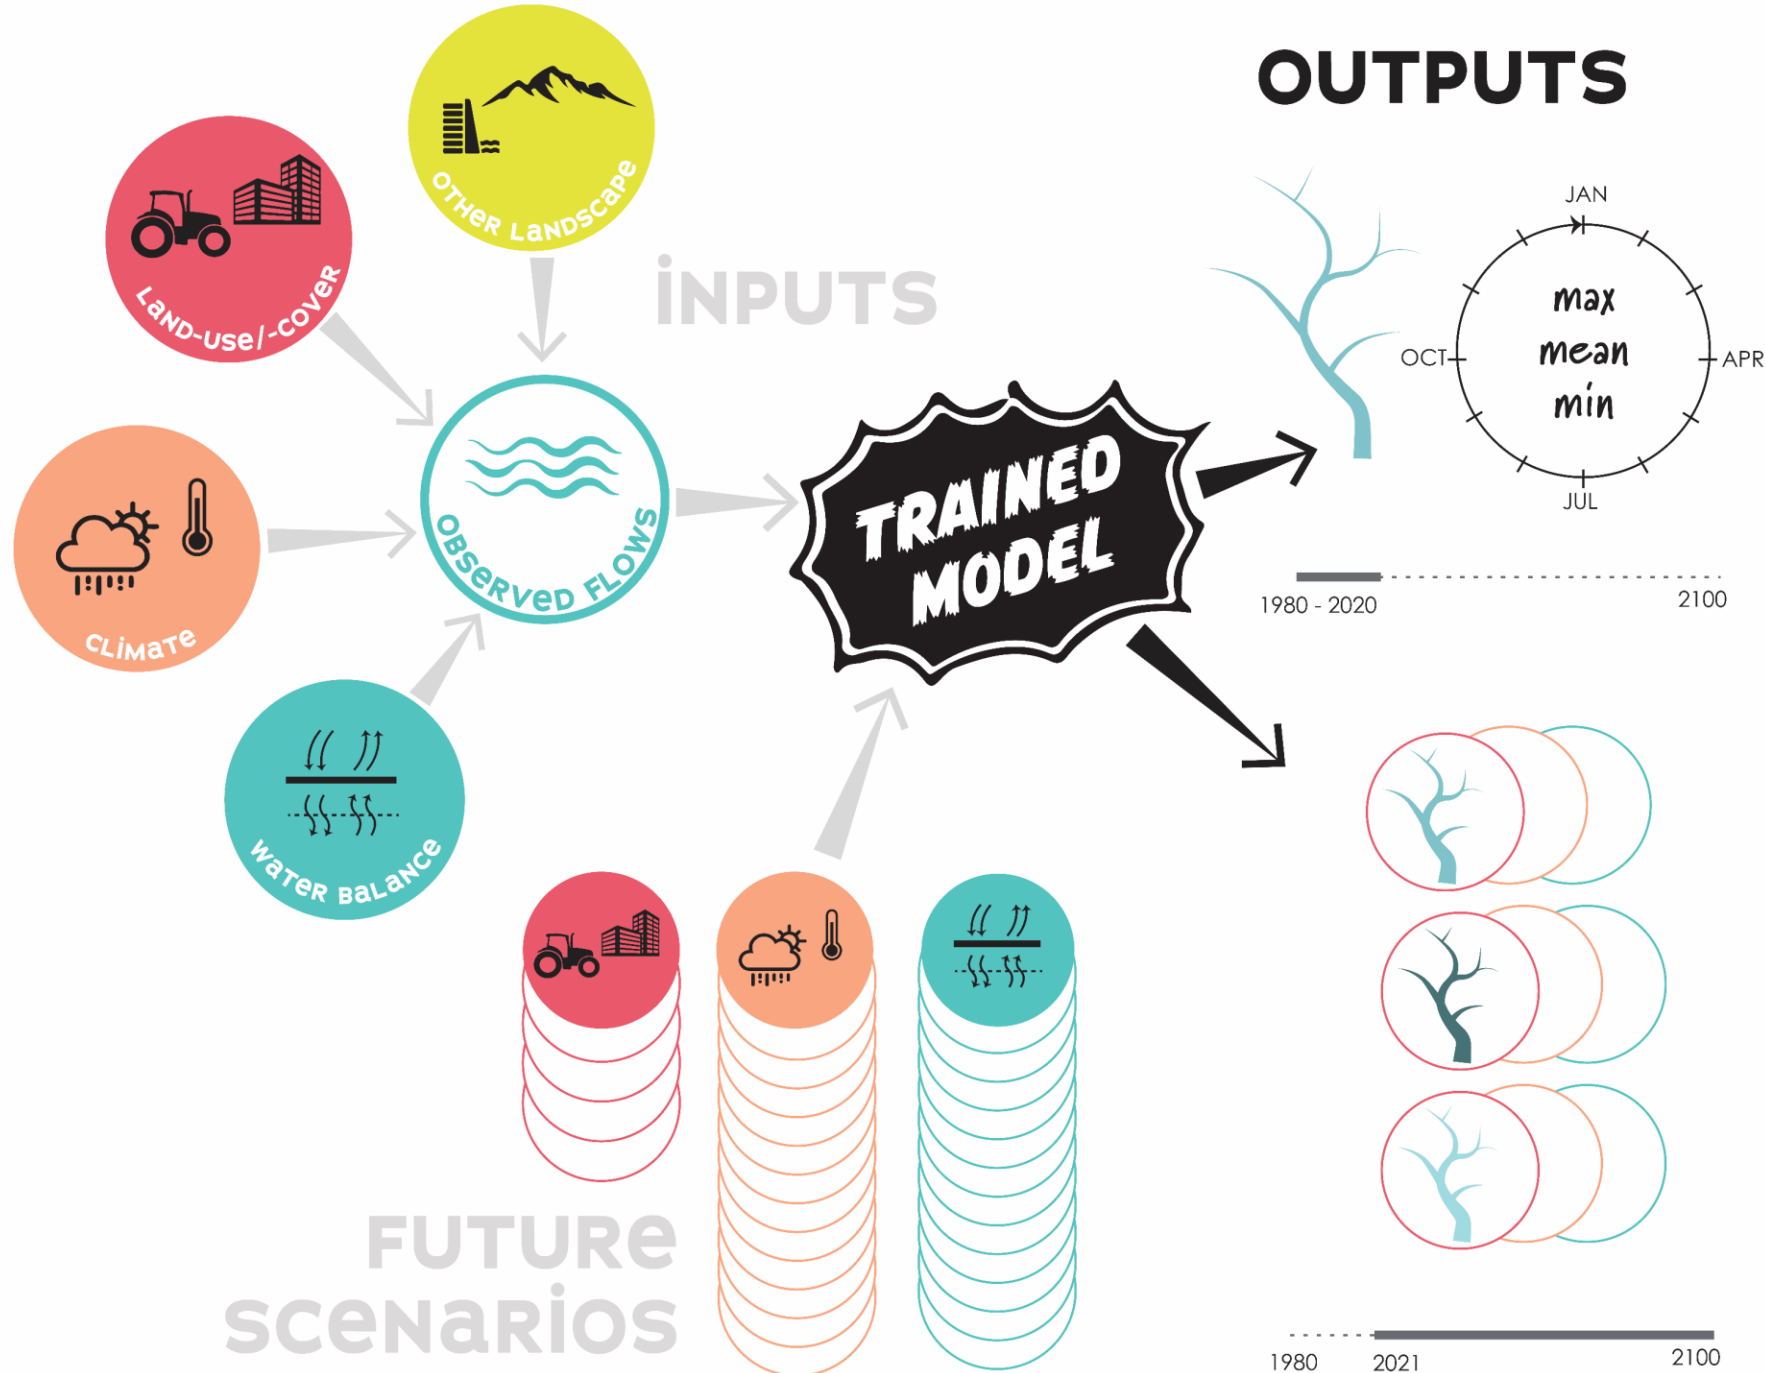 OUTPUTS
OTHeR LaNDScaPe
LaND-use/-coveR
iNPUTS
JAN
max
mean
min
OCT
APR
JUL
TRAINED
MODEL
OBSeRVeD FLOWS
CLiMaTe
1980 - 2020
2100
WaTeR BaLaNCe
FUTURe
SCeNaRiOS
1980
2021
2100